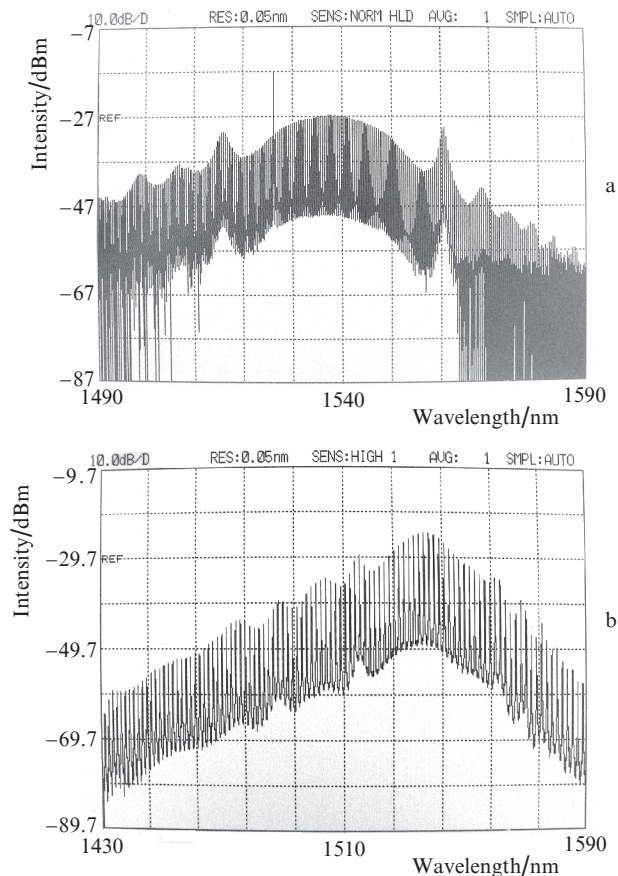 10.0dB/D RES:0.05nm SENS:NORM HLD AVG: 1 SMPL:AUTO
−7
−27
REF
−47
−67
−87
Intensity/dBm
1490 1540 1590
Wavelength/nm
a
10.0dB/D RES:0.05nm SENS:HIGH 1 AVG: 1 SMPL:AUTO
−9.7
−29.7
REF
−49.7
−69.7
−89.7
Intensity/dBm
1430 1510 1590
Wavelength/nm
b